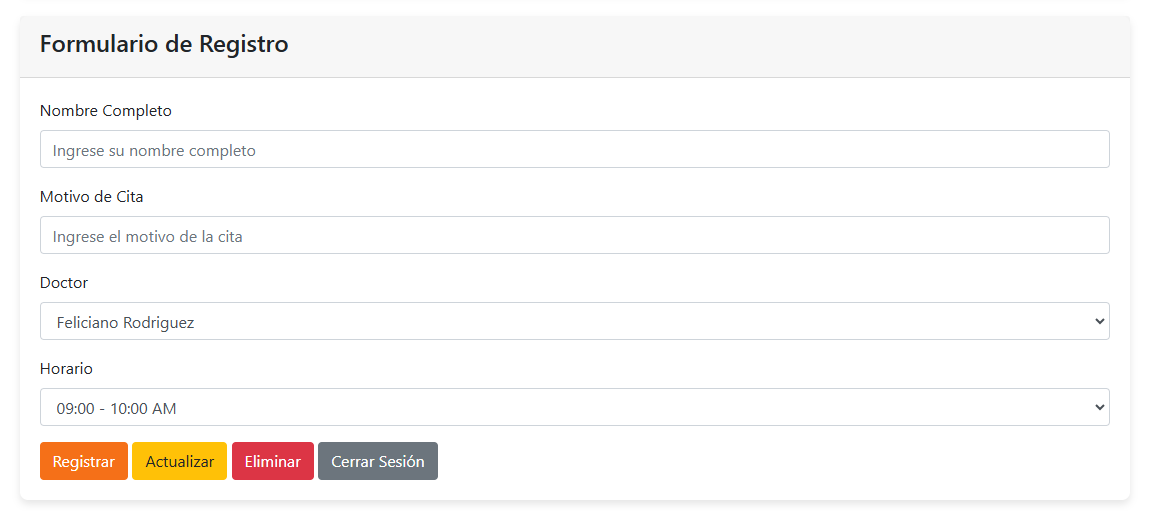 Formulario de Registro
Nombre Completo
Ingrese su nombre completo
Motivo de Cita
Ingrese el motivo de la cita
Doctor
Feliciano Rodriguez
Horario
09:00 - 10:00 AM
Registrar Actualizar Eliminar Cerrar Sesión